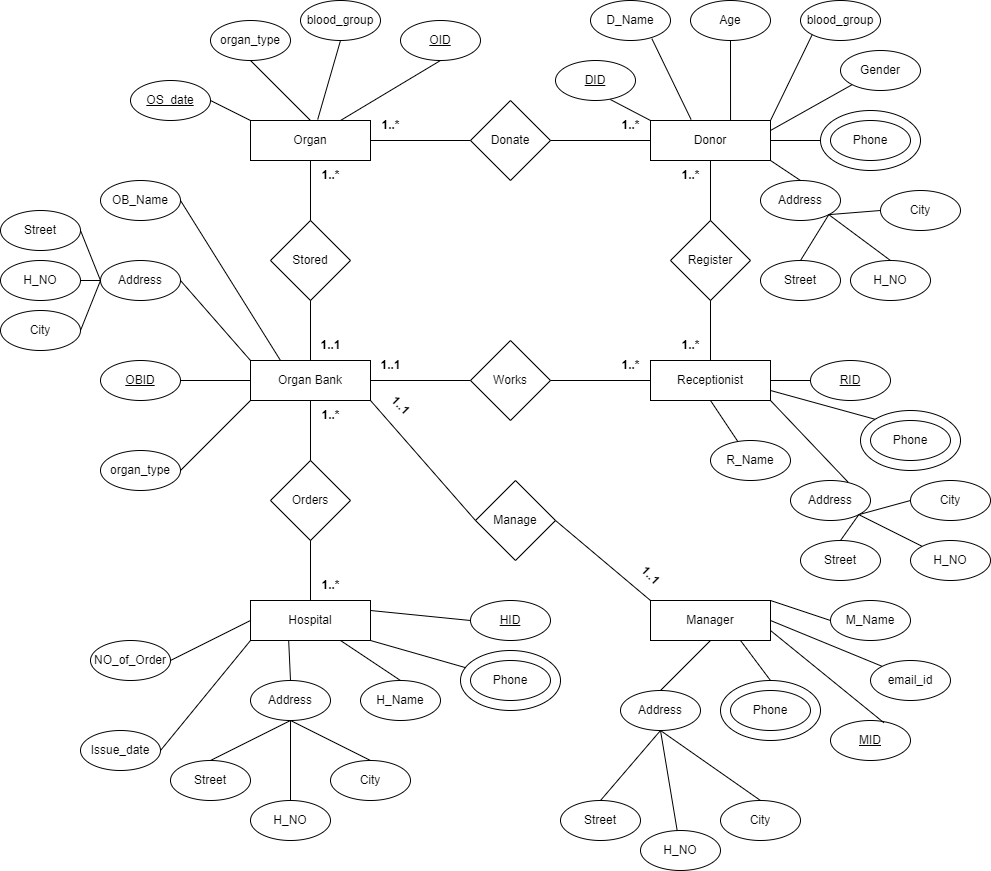 blood_group
organ_type
OID
OS_date
D_Name
Age
blood_group
Gender
DID
1..*
1..*
Organ
Donate
Donor
Phone
1..*
1..*
OB_Name
Address
City
Street
Stored
Register
H_NO
Address
Street
H_NO
City
1..1
1..*
1..1
1..*
OBID
Organ Bank
Works
Receptionist
RID
1..1
1..*
Phone
organ_type
R_Name
Orders
Manage
Address
City
Street
H_NO
1..*
1..1
Hospital
HID
Manager
M_Name
NO_of_Order
Phone
email_id
Address
H_Name
Address
Phone
Issue_date
MID
Street
City
H_NO
Street
City
H_NO